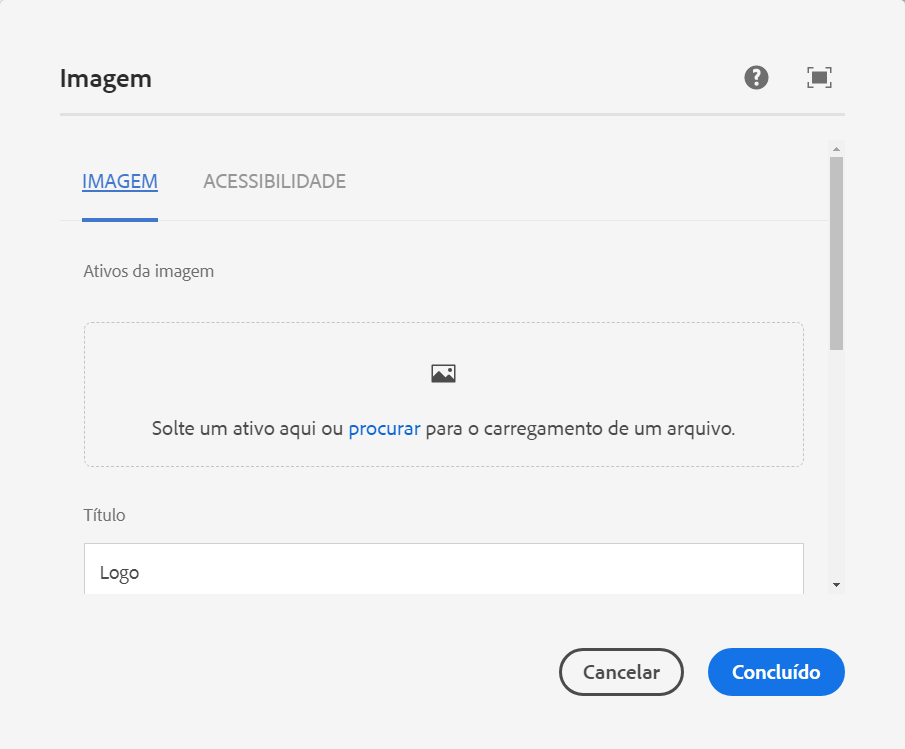 Imagem
IMAGEM ACESSIBILIDADE
Ativos da imagem
Solte um ativo aqui ou procurar para o carregamento de um arquivo.
Título
Logo
Cancelar Concluído